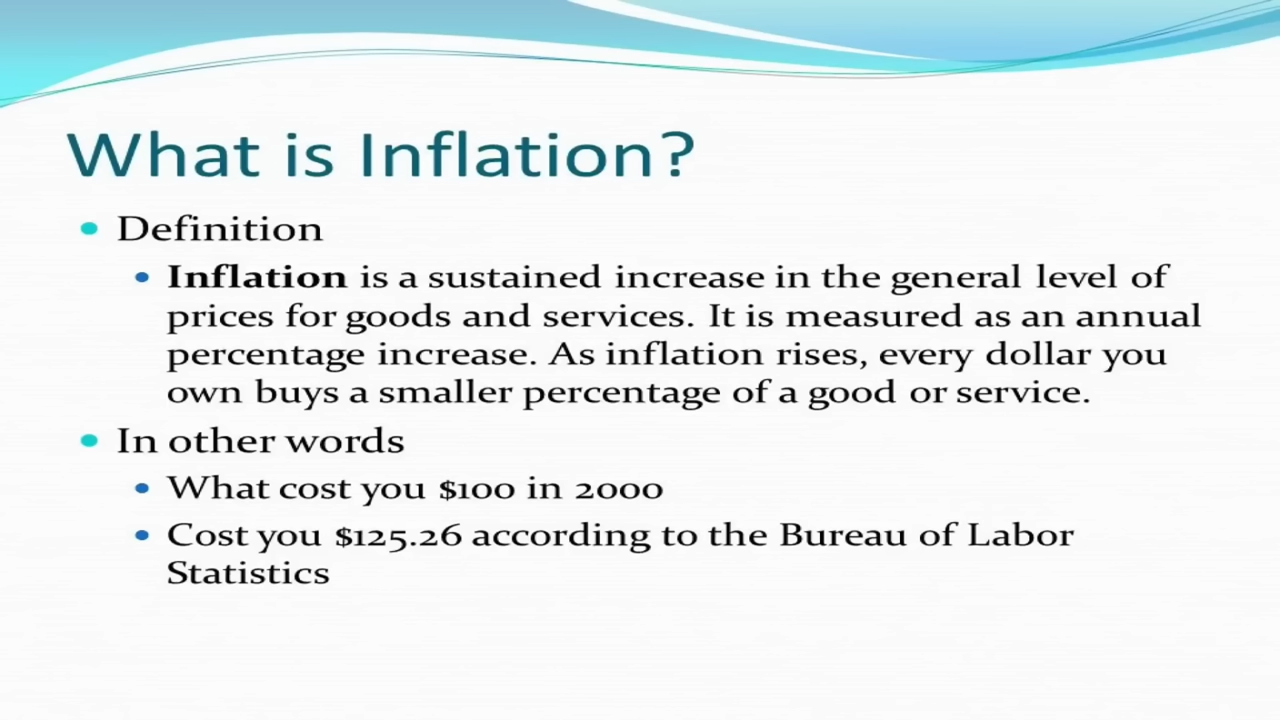 What is Inflation?
Definition
Inflation is a sustained increase in the general level of
prices for goods and services. It is measured as an annual
percentage increase. As inflation rises, every dollar you
own buys a smaller percentage of a good or service.
In other words
What cost you $100 in 2000
Cost you $125.26 according to the Bureau of Labor
Statistics